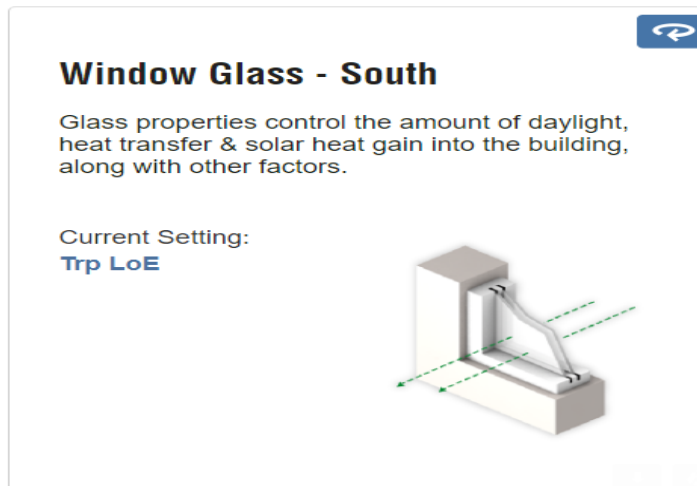 Window Glass - South
Glass properties control the amount of daylight,
heat transfer & solar heat gain into the building,
along with other factors.
Current Setting:
Trp LoE